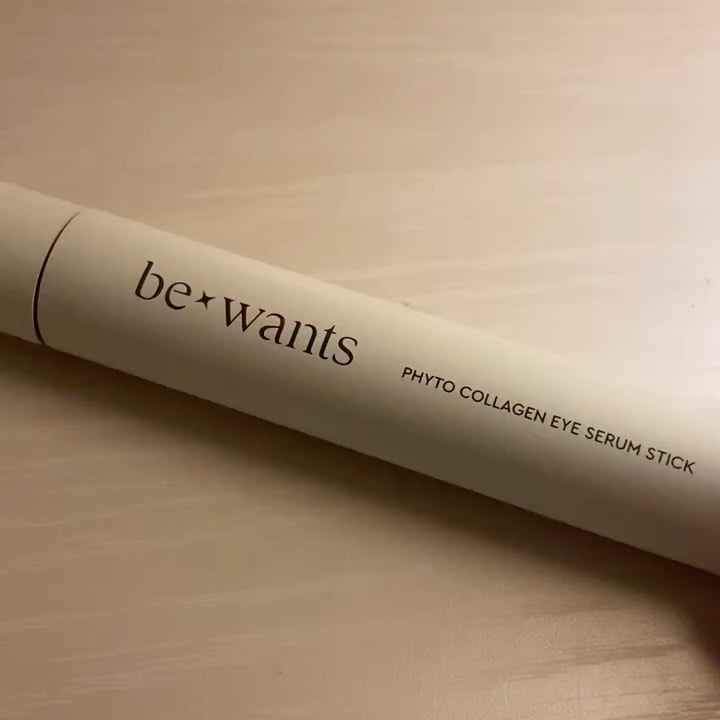 be✦wants
PHYTO COLLAGEN EYE SERUM STICK